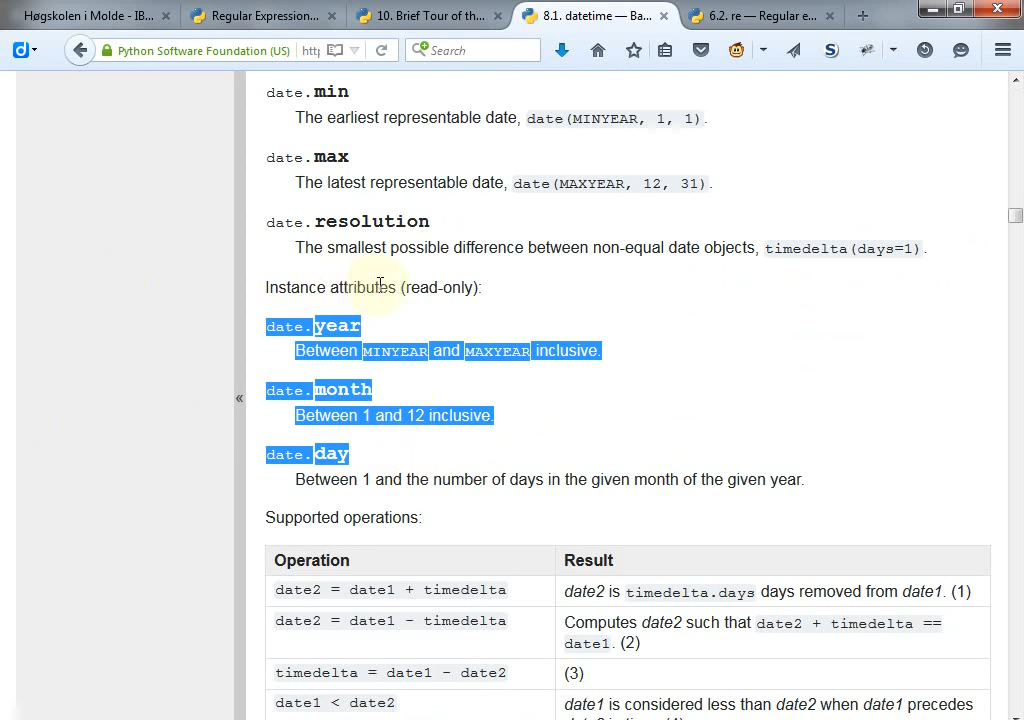 Høgskolen i Molde - IB...
Regular Expression...
10. Brief Tour of th...
8.1. datetime — Ba...
6.2. re — Regular e...
Python Software Foundation (US)
Search
date.min
The earliest representable date, date(MINYEAR, 1, 1).
date.max
The latest representable date, date(MAXYEAR, 12, 31).
date.resolution
The smallest possible difference between non-equal date objects, timedelta(days=1).
Instance attributes (read-only):
date.year
Between MINYEAR and MAXYEAR inclusive.
date.month
Between 1 and 12 inclusive.
date.day
Between 1 and the number of days in the given month of the given year.
Supported operations:
Operation Result
date2 = date1 + timedelta date2 is timedelta.days days removed from date1. (1)
date2 = date1 - timedelta Computes date2 such that date2 + timedelta ==
date1. (2)
timedelta = date1 - date2 (3)
date1 < date2 date1 is considered less than date2 when date1 precedes